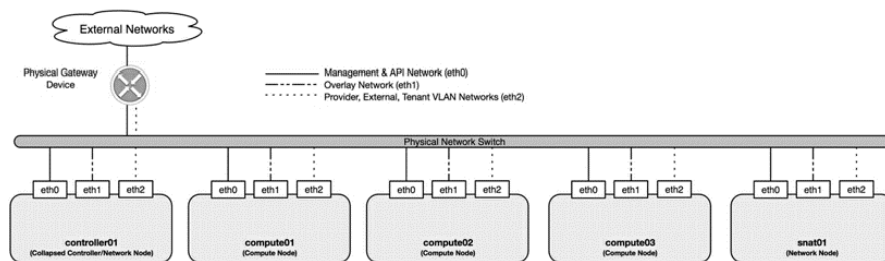 External Networks
Physical Gateway
Device
Management & API Network (eth0)
Overlay Network (eth1)
Provider, External, Tenant VLAN Networks (eth2)
Physical Network Switch
eth0 eth1 eth2 eth0 eth1 eth2 eth0 eth1 eth2 eth0 eth1 eth2 eth0 eth1 eth2
controller01 compute01 compute02 compute03 snat01
(Collapsed Controller/Network Node) (Compute Node) (Compute Node) (Compute Node) (Network Node)